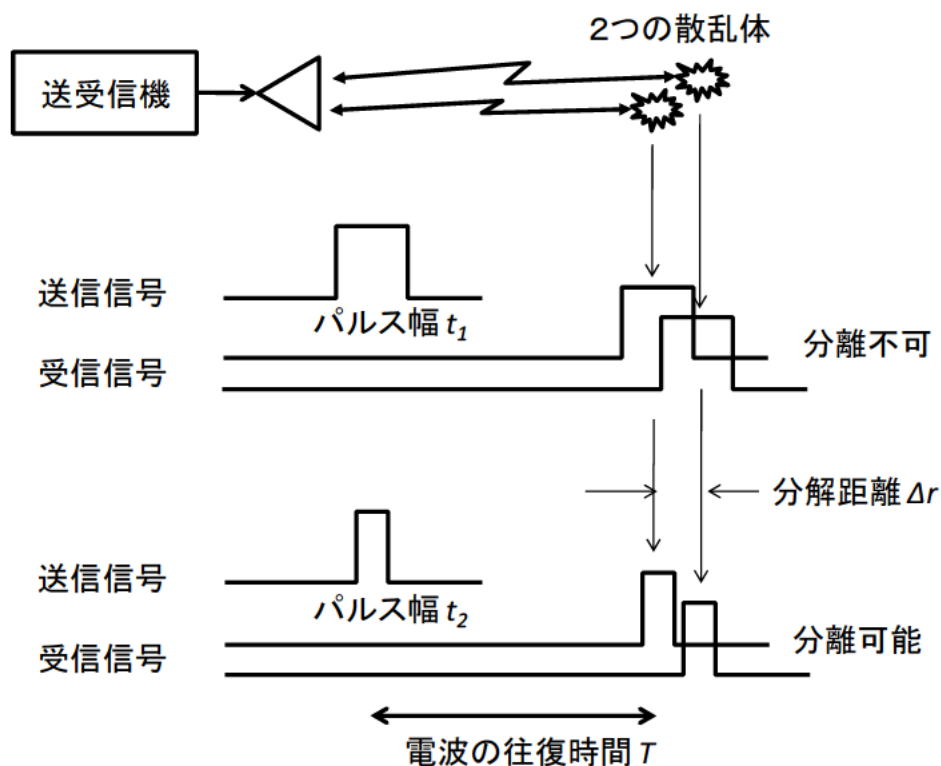 2つの散乱体
送受信機
送信信号
パルス幅 t₁
受信信号
分離不可
分解距離 Δr
送信信号
パルス幅 t₂
受信信号
分離可能
電波の往復時間 T